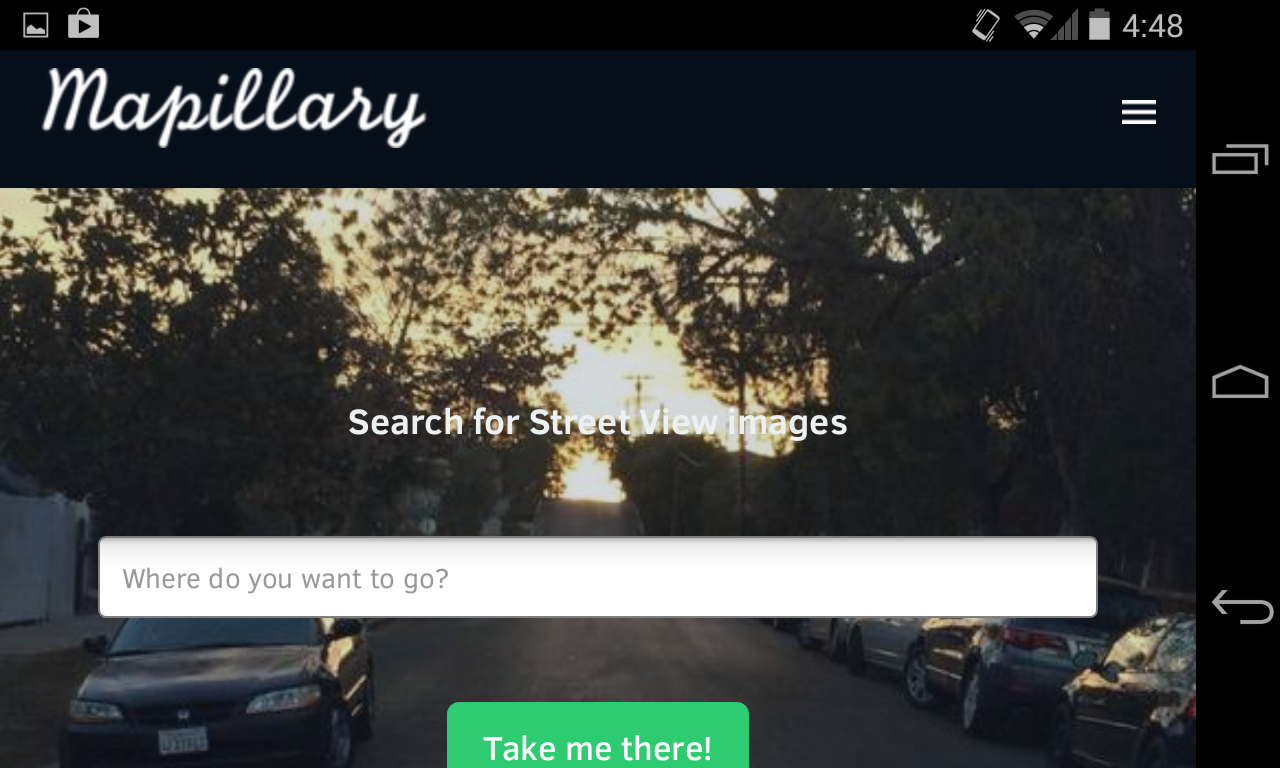 4:48
Mapillary
Search for Street View images
Where do you want to go?
Take me there!